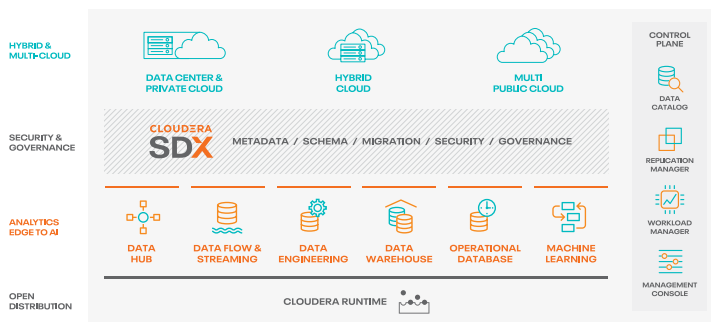 HYBRID &
MULTI-CLOUD
DATA CENTER &
PRIVATE CLOUD
HYBRID
CLOUD
MULTI
PUBLIC CLOUD
SECURITY &
GOVERNANCE
CLOUDERA
SDX
METADATA / SCHEMA / MIGRATION / SECURITY / GOVERNANCE
ANALYTICS
EDGE TO AI
DATA
HUB
DATA FLOW &
STREAMING
DATA
ENGINEERING
DATA
WAREHOUSE
OPERATIONAL
DATABASE
MACHINE
LEARNING
OPEN
DISTRIBUTION
CLOUDERA RUNTIME
CONTROL
PLANE
DATA
CATALOG
REPLICATION
MANAGER
WORKLOAD
MANAGER
MANAGEMENT
CONSOLE